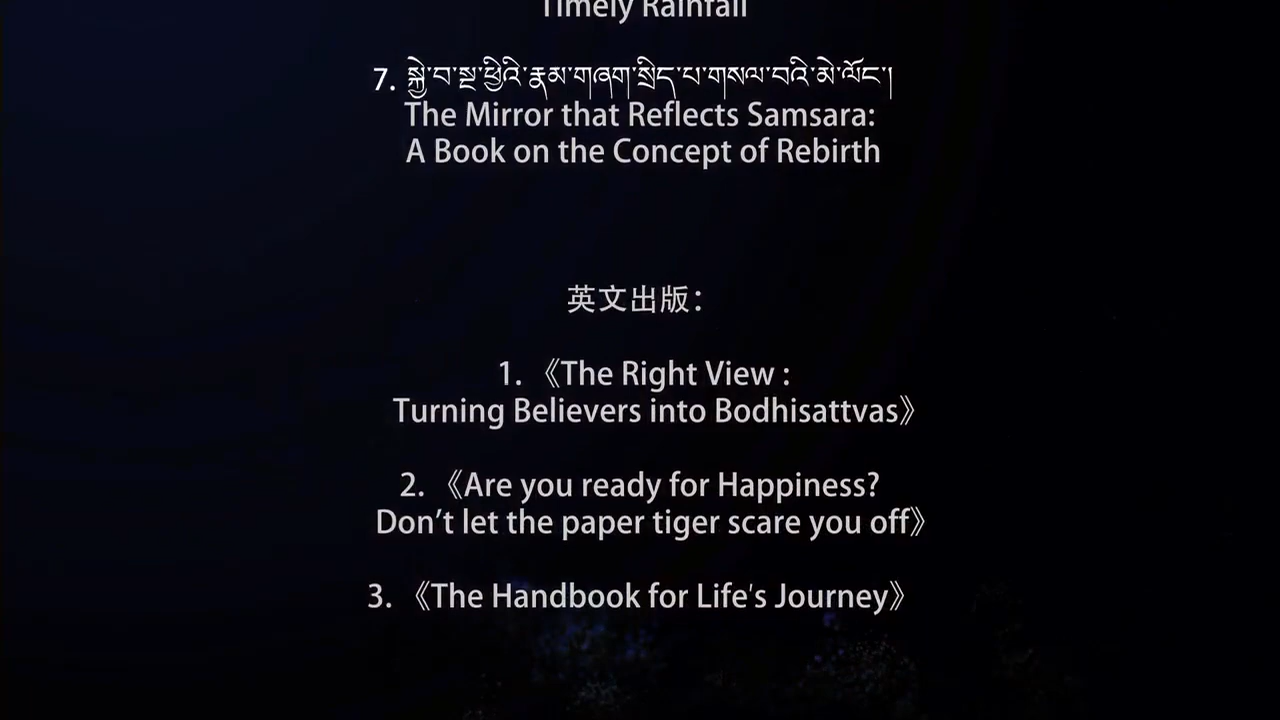 Timely Rainfall
7. སྐྱེ་བ་སྔ་ཕྱིའི་རྣམ་གཞག་སྲིད་པ་གསལ་བའི་མེ་ལོང་།
The Mirror that Reflects Samsara:
A Book on the Concept of Rebirth
英文出版:
1. 《The Right View :
Turning Believers into Bodhisattvas》
2. 《Are you ready for Happiness?
Don’t let the paper tiger scare you off》
3. 《The Handbook for Life's Journey》